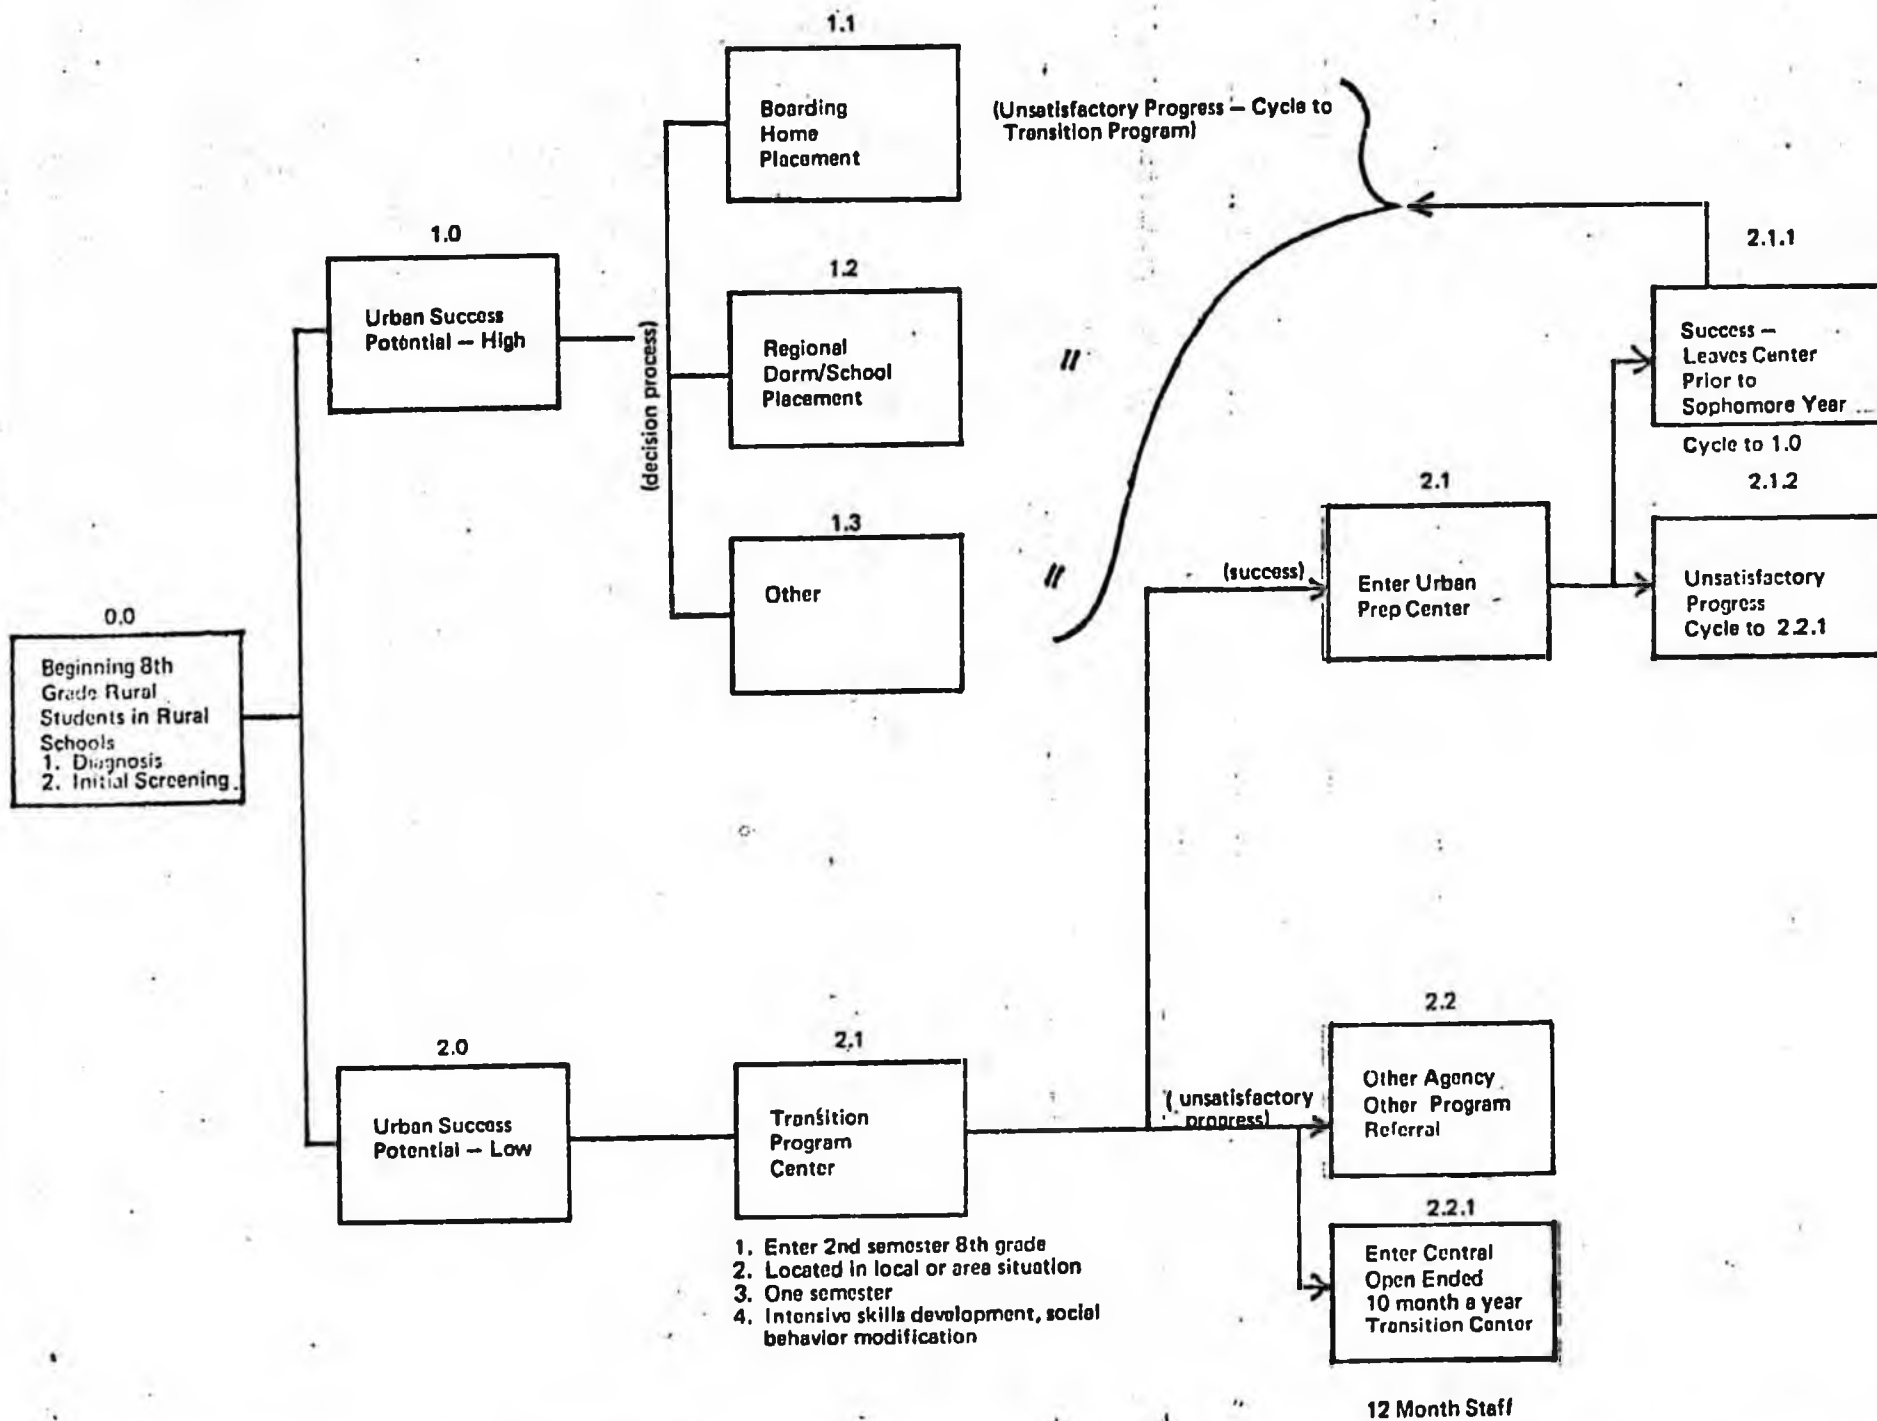 1.1
Boarding
Home
Placement
(Unsatisfactory Progress – Cycle to
Transition Program)
1.0
Urban Success
Potential – High
(decision process)
1.2
Regional
Dorm/School
Placement
"
2.1.1
Success –
Leaves Center
Prior to
Sophomore Year
Cycle to 1.0
1.3
Other
"
(success)
2.1
Enter Urban
Prep Center
2.1.2
Unsatisfactory
Progress
Cycle to 2.2.1
0.0
Beginning 8th
Grade Rural
Students in Rural
Schools
1. Diagnosis
2. Initial Screening
2.0
Urban Success
Potential – Low
2.1
Transition
Program
Center
1. Enter 2nd semester 8th grade
2. Located in local or area situation
3. One semester
4. Intensive skills development, social
behavior modification
(unsatisfactory
progress)
2.2
Other Agency
Other Program
Referral
2.2.1
Enter Central
Open Ended
10 month a year
Transition Center
12 Month Staff